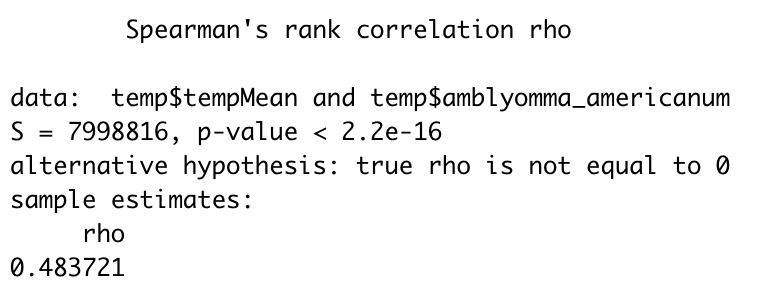 Spearman's rank correlation rho
data:  temp$tempMean and temp$amblyomma_americanum
S = 7998816, p-value < 2.2e-16
alternative hypothesis: true rho is not equal to 0
sample estimates:
rho
0.483721